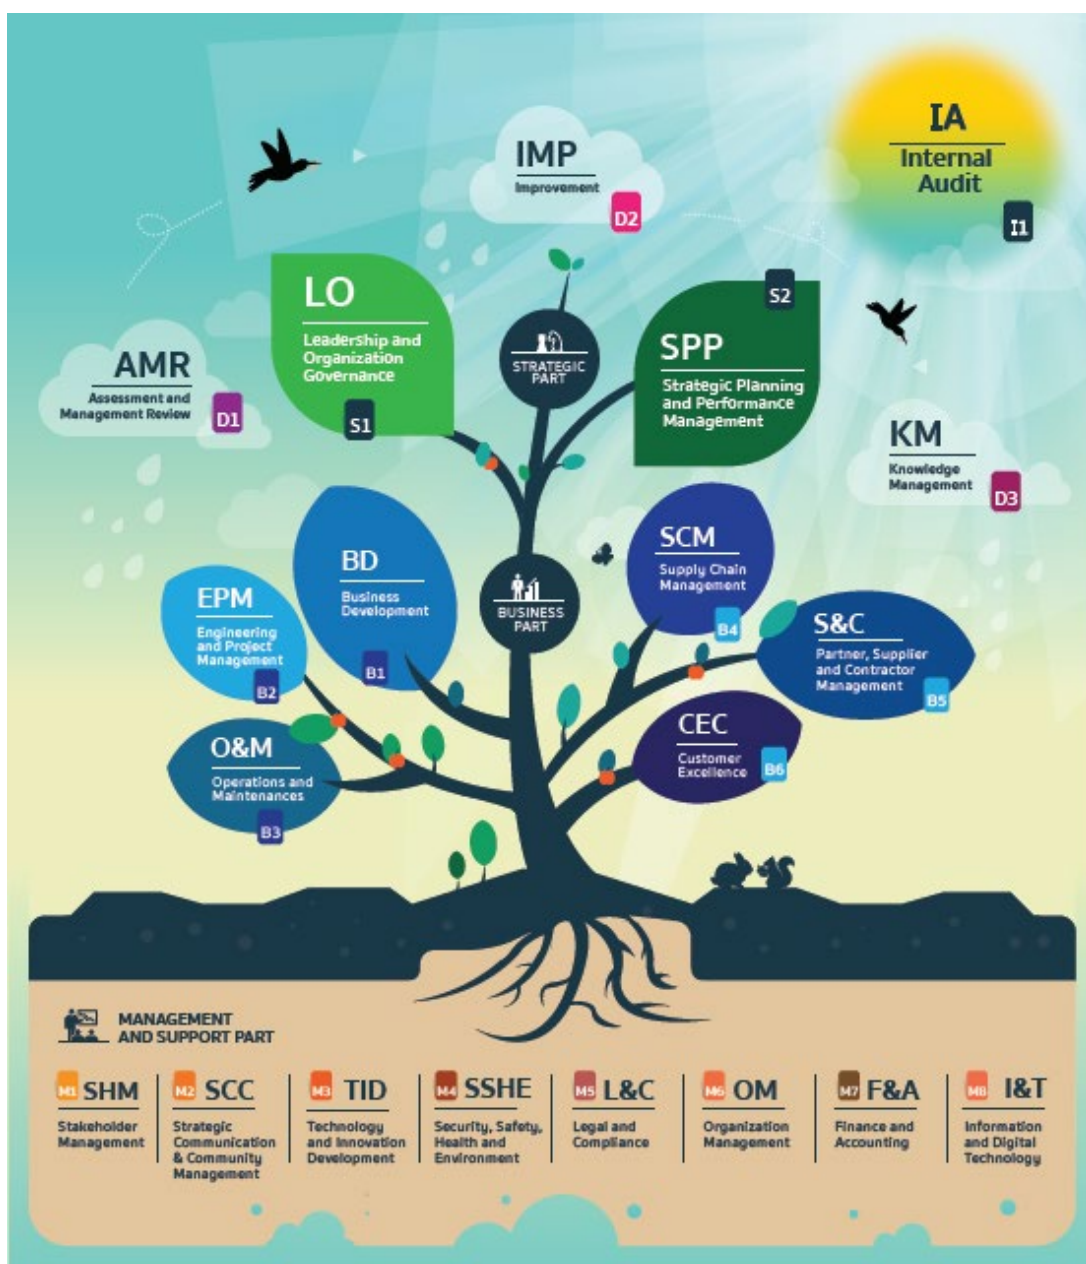 IA
Internal
Audit
I1
IMP
Improvement
D2
LO
Leadership and
Organization
Governance
S1
STRATEGIC
PART
S2
SPP
Strategic Planning
and Performance
Management
AMR
Assessment and
Management Review
D1
KM
Knowledge
Management
D3
BD
Business
Development
B1
BUSINESS
PART
SCM
Supply Chain
Management
B4
EPM
Engineering
and Project
Management
B2
S&C
Partner, Supplier
and Contractor
Management
B5
O&M
Operations and
Maintenances
B3
CEC
Customer
Excellence
B6
MANAGEMENT
AND SUPPORT PART
M1 SHM
Stakeholder
Management
M2 SCC
Strategic
Communication
& Community
Management
M3 TID
Technology
and Innovation
Development
M4 SSHE
Security, Safety,
Health and
Environment
M5 L&C
Legal and
Compliance
M6 OM
Organization
Management
M7 F&A
Finance and
Accounting
M8 I&T
Information
and Digital
Technology